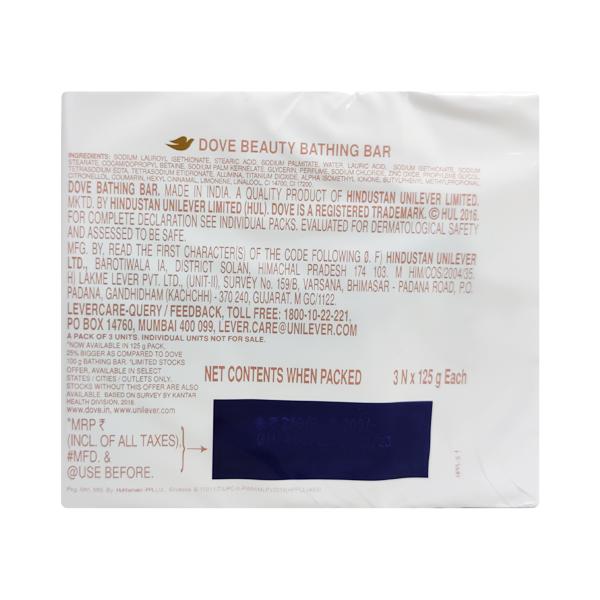 DOVE BEAUTY BATHING BAR
INGREDIENTS: SODIUM LAUROYL ISETHIONATE, STEARIC ACID, SODIUM PALMITATE, WATER, LAURIC ACID, SODIUM ISETHIONATE, SODIUM
STEARATE, COCAMIDOPROPYL BETAINE, SODIUM PALM KERNELATE, GLYCERIN, PERFUME, SODIUM CHLORIDE, ZINC OXIDE, PROPYLENE GLYCOL,
TETRASODIUM EDTA, TETRASODIUM ETIDRONATE, ALUMINA, TITANIUM DIOXIDE, ALPHA ISOMETHYL IONONE, BUTYLPHENYL METHYLPROPIONAL,
CITRONELLOL, COUMARIN, HEXYL CINNAMAL, LIMONENE, LINALOOL, CI 14700, CI 17200.
DOVE BATHING BAR. MADE IN INDIA. A QUALITY PRODUCT OF HINDUSTAN UNILEVER LIMITED.
MKTD. BY HINDUSTAN UNILEVER LIMITED (HUL). DOVE IS A REGISTERED TRADEMARK. © HUL 2016.
FOR COMPLETE DECLARATION SEE INDIVIDUAL PACKS. EVALUATED FOR DERMATOLOGICAL SAFETY
AND ASSESSED TO BE SAFE.
MFG. BY, READ THE FIRST CHARACTER(S) OF THE CODE FOLLOWING @. F) HINDUSTAN UNILEVER
LTD., BAROTIWALA IA, DISTRICT SOLAN, HIMACHAL PRADESH 174 103. M HIM/COS/2004/35.
H) LAKME LEVER PVT. LTD., (UNIT-II), SURVEY No. 159/B, VARSANA, BHIMASAR - PADANA ROAD, P.O.
PADANA, GANDHIDHAM (KACHCHH) - 370 240, GUJARAT. M GC/1122.
LEVERCARE-QUERY / FEEDBACK, TOLL FREE: 1800-10-22-221.
PO BOX 14760, MUMBAI 400 099, LEVER.CARE@UNILEVER.COM
A PACK OF 3 UNITS. INDIVIDUAL UNITS NOT FOR SALE.
*NOW AVAILABLE IN 125 g PACK,
25% BIGGER AS COMPARED TO DOVE
100 g BATHING BAR. *LIMITED STOCKS
OFFER, AVAILABLE IN SELECT
STATES / CITIES / OUTLETS ONLY.
STOCKS WITHOUT THIS OFFER ARE ALSO
AVAILABLE. BASED ON SURVEY BY KANTAR
HEALTH DIVISION, 2016.
www.dove.in, www.unilever.com
NET CONTENTS WHEN PACKED 3 N x 125 g Each
*MRP ₹
(INCL. OF ALL TAXES),
#MFD. &
@USE BEFORE.